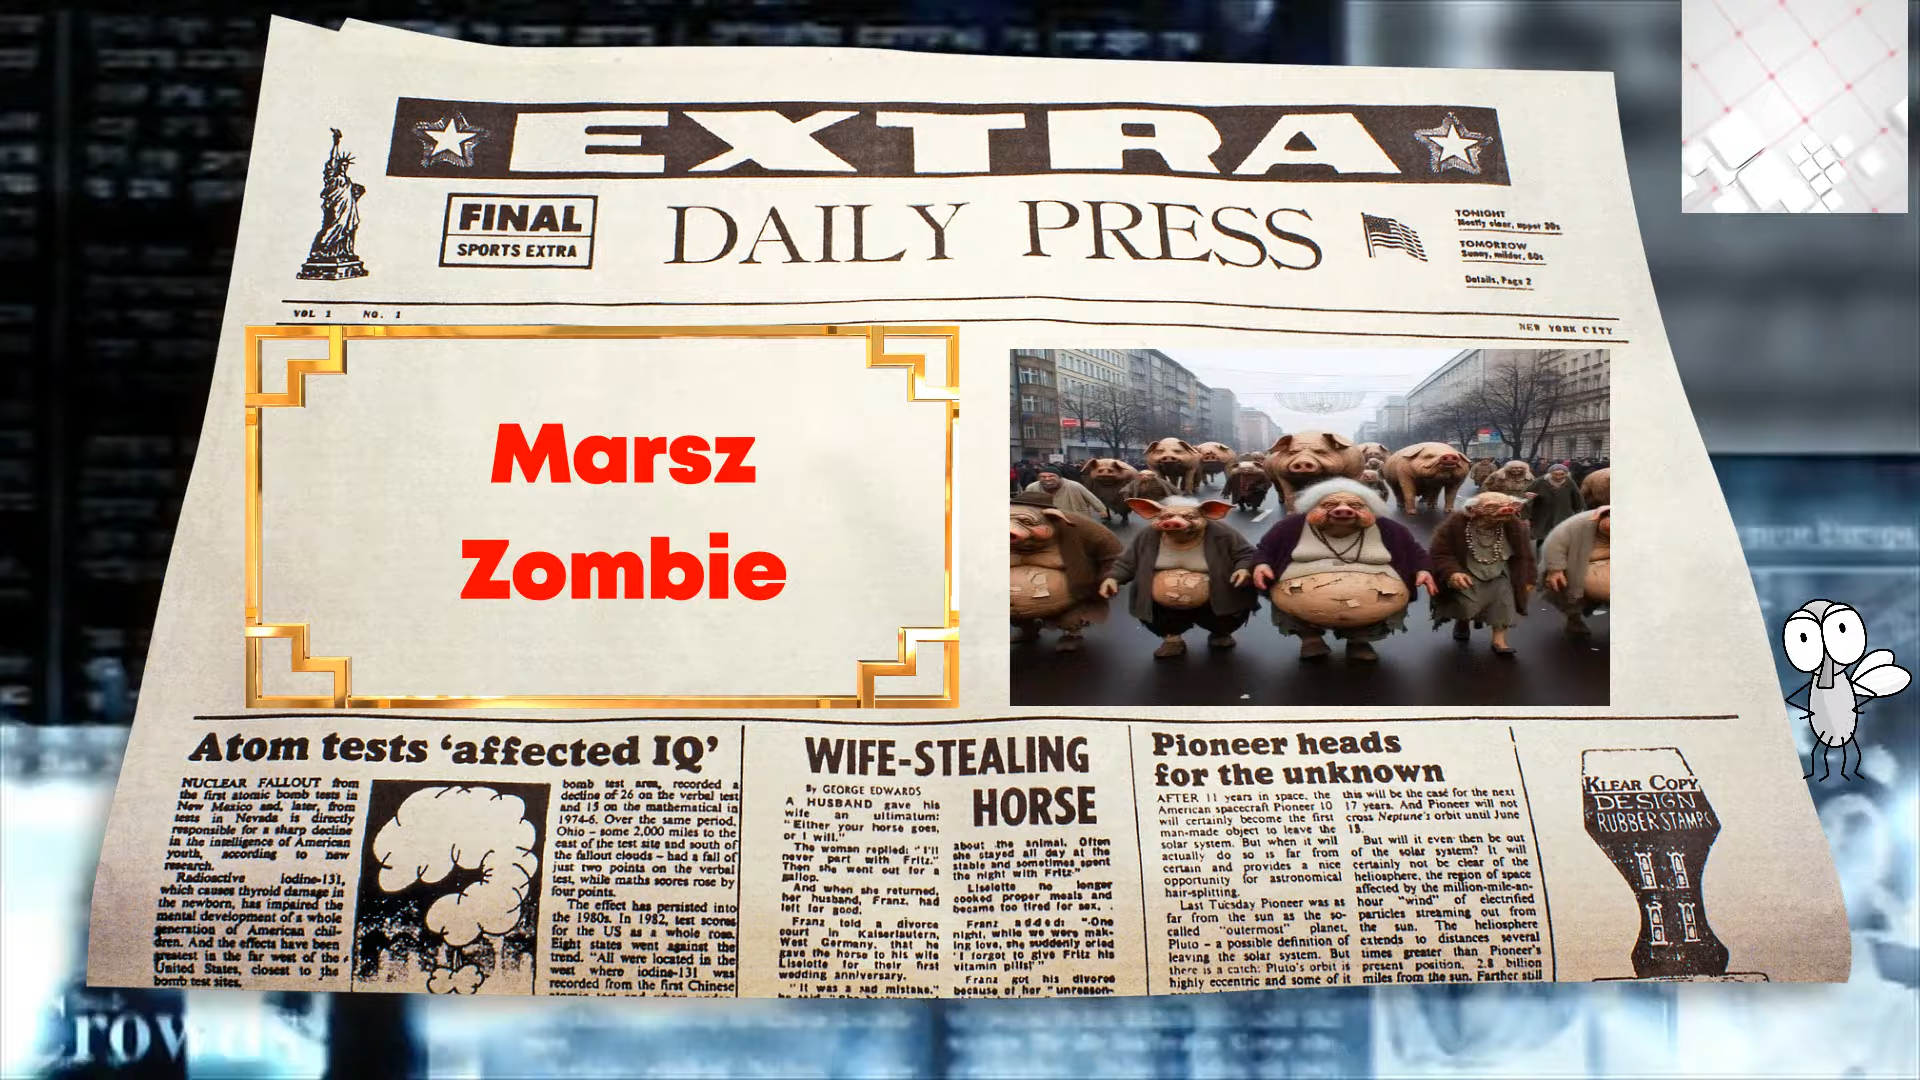 EXTRA
FINAL
SPORTS EXTRA
DAILY PRESS
TONIGHT
Mostly clear, upper 30s
TOMORROW
Sunny, milder, 60s
Details, Page 2
VOL 1 NO. 1
NEW YORK CITY
Marsz
Zombie
Atom tests ‘affected IQ’
NUCLEAR FALLOUT from
the first atomic bomb tests in
New Mexico and, later, from
tests in Nevada is directly
responsible for a sharp decline
in the intelligence of American
youth, according to new
research.
Radioactive iodine-131,
which causes thyroid damage in
the newborn, has impaired the
mental development of a whole
generation of American chil-
dren. And the effects have been
greatest in the far west of the
United States, closest to the
bomb test sites.
bomb test area, recorded a
decline of 26 on the verbal test
and 15 on the mathematical in
1974-6. Over the same period,
Ohio – some 2,000 miles to the
east of the test site and south of
the fallout clouds – had a fall of
just two points on the verbal
test, while maths scores rose by
four points.
The effect has persisted into
the 1980s. In 1982, test scores
for the US as a whole rose.
Eight states went against the
trend. “All were located in the
west where iodine-131 was
recorded from the first Chinese
WIFE-STEALING
HORSE
By GEORGE EDWARDS
A HUSBAND gave his
wife an ultimatum:
“Either your horse goes,
or I will.”
The woman replied: “I'll
never part with Fritz.”
Then she went out for a
gallop.
And when she returned,
her husband, Franz, had
left for good.
Franz told a divorce
court in Kaiserlautern,
West Germany, that he
gave the horse to his wife
Liselotte for their first
wedding anniversary.
“It was a sad mistake,”
about the animal. Often
she stayed all day at the
stable and sometimes spent
the night with Fritz.”
Liselotte no longer
cooked proper meals and
became too tired for sex.
Franz added: “One
night, while we were mak-
ing love, she suddenly cried
‘I forgot to give Fritz his
vitamin pills!’”
Franz got his divorce
because of her “unreason-
Pioneer heads
for the unknown
AFTER 11 years in space, the
American spacecraft Pioneer 10
will certainly become the first
man-made object to leave the
solar system. But when it will
actually do so is far from
certain and provides a nice
opportunity for astronomical
hair-splitting.
Last Tuesday Pioneer was as
far from the sun as the so-
called “outermost” planet,
Pluto – a possible definition of
leaving the solar system. But
there is a catch: Pluto's orbit is
highly eccentric and some of it
this will be the case for the next
17 years. And Pioneer will not
cross Neptune's orbit until June
13.
But will it even then be out
of the solar system? It will
certainly not be clear of the
heliosphere, the region of space
affected by the million-mile-an-
hour “wind” of electrified
particles streaming out from
the sun. The heliosphere
extends to distances several
times greater than Pioneer's
present position, 2.8 billion
miles from the sun. Farther still
KLEAR COPY
DESIGN
RUBBER STAMPS
Crowds